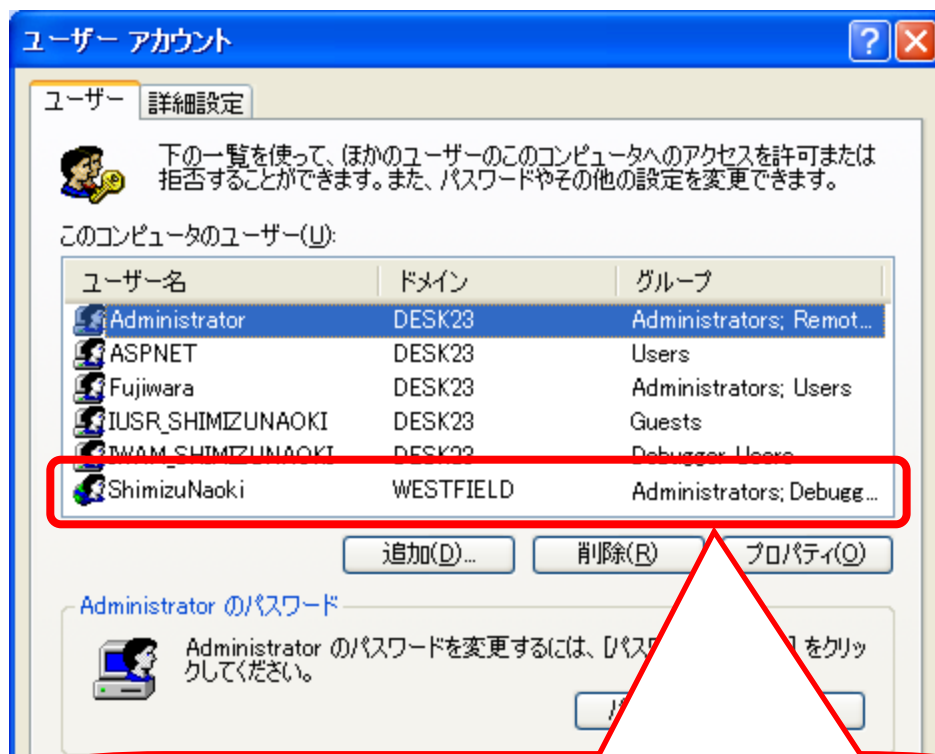 ユーザー アカウント
ユーザー
詳細設定
下の一覧を使って、ほかのユーザーのこのコンピュータへのアクセスを許可または
拒否することができます。また、パスワードやその他の設定を変更できます。
このコンピュータのユーザー(U):
ユーザー名 ドメイン グループ
Administrator DESK23 Administrators; Remot...
ASPNET DESK23 Users
Fujiwara DESK23 Administrators; Users
IUSR_SHIMIZUNAOKI DESK23 Guests
IWAM_SHIMIZUNAOKI DESK23 Debugger Users
ShimizuNaoki WESTFIELD Administrators; Debugg...
追加(D)... 削除(R) プロパティ(O)
Administrator のパスワード
Administrator のパスワードを変更するには、[パスワ をクリッ
クしてください。